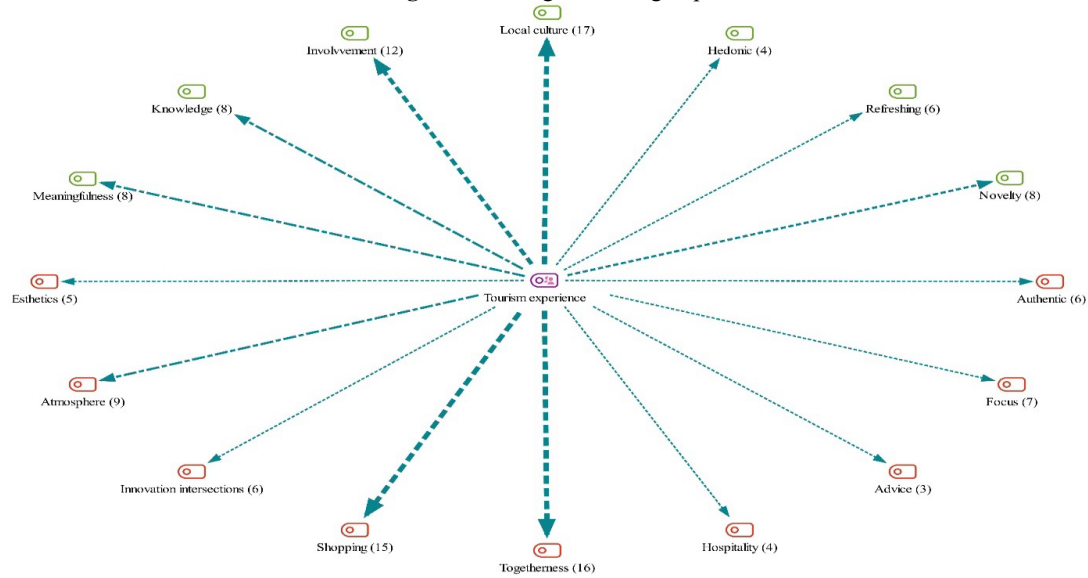 Local culture (17)
Involvvement (12)
Hedonic (4)
Knowledge (8)
Refreshing (6)
Meaningfulness (8)
Novelty (8)
Tourism experience
Esthetics (5)
Authentic (6)
Atmosphere (9)
Focus (7)
Innovation intersections (6)
Advice (3)
Shopping (15)
Hospitality (4)
Togetherness (16)